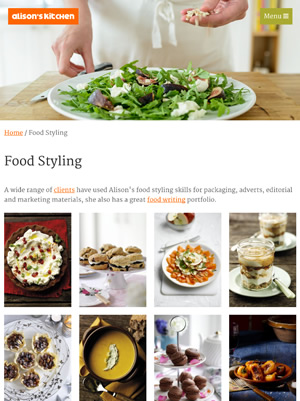 alison's kitchen
Menu ≡
Home / Food Styling
Food Styling
A wide range of clients have used Alison's food styling skills for packaging, adverts, editorial
and marketing materials, she also has a great food writing portfolio.